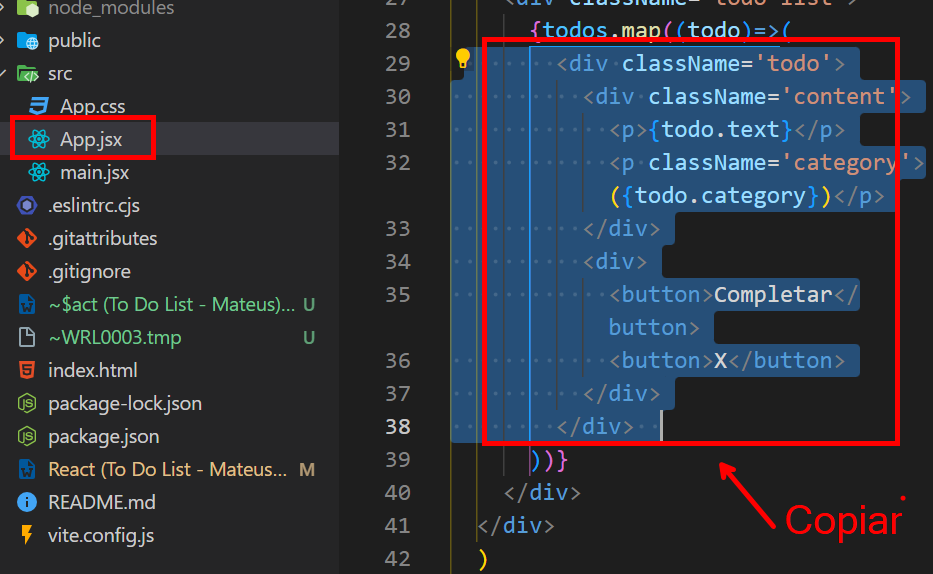 node_modules
public
src
App.css
App.jsx
main.jsx
.eslintrc.cjs
.gitattributes
.gitignore
~$act (To Do List - Mateus)... U
~WRL0003.tmp U
index.html
package-lock.json
package.json
React (To Do List - Mateus... M
README.md
vite.config.js
27 <div className='todo-list'>
28 {todos.map((todo)=>(
29 <div className='todo'>
30 <div className='content'>
31 <p>{todo.text}</p>
32 <p className='category'>
({todo.category})</p>
33 </div>
34 <div>
35 <button>Completar</
button>
36 <button>X</button>
37 </div>
38 </div>
39 ))}
40 </div>
41 </div>
42 )
Copiar